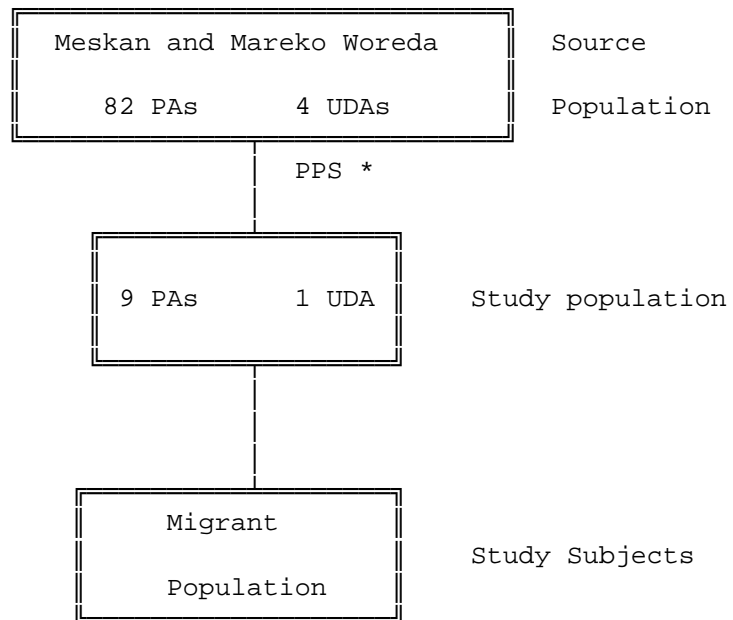 Meskan and Mareko Woreda Source
82 PAs 4 UDAs Population
PPS *
9 PAs 1 UDA Study population
Migrant
Study Subjects
Population